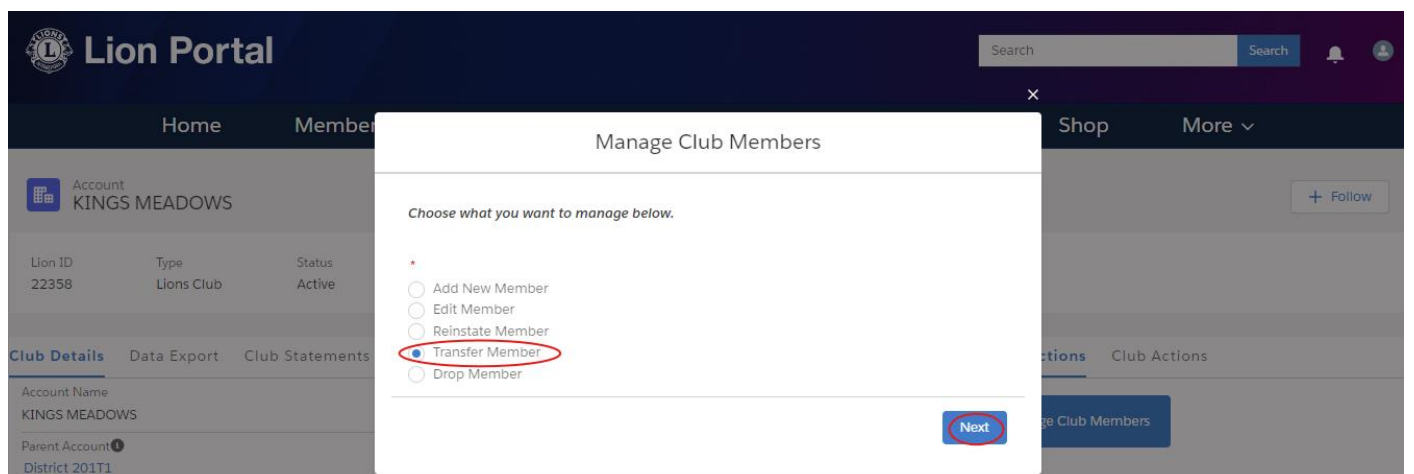 Lion Portal
Search
Search
Home
Member
Shop
More
Manage Club Members
Account
KINGS MEADOWS
+ Follow
Choose what you want to manage below.
Lion ID
Type
Status
22358
Lions Club
Active
*
Add New Member
Edit Member
Reinstate Member
Transfer Member
Drop Member
Club Details
Data Export
Club Statements
Club Actions
Account Name
KINGS MEADOWS
Next
Club Members
Parent Account
District 201T1